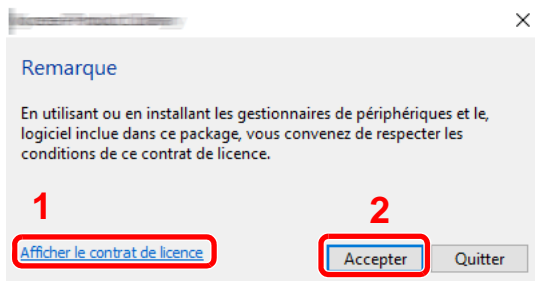 Remarque
En utilisant ou en installant les gestionnaires de périphériques et le,
logiciel inclue dans ce package, vous convenez de respecter les
conditions de ce contrat de licence.
1
2
Afficher le contrat de licence
Accepter
Quitter